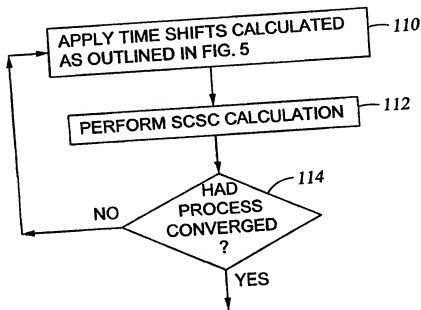 APPLY TIME SHIFTS CALCULATED
AS OUTLINED IN FIG. 5
110
PERFORM SCSC CALCULATION
112
HAD
PROCESS
CONVERGED
?
114
NO
YES